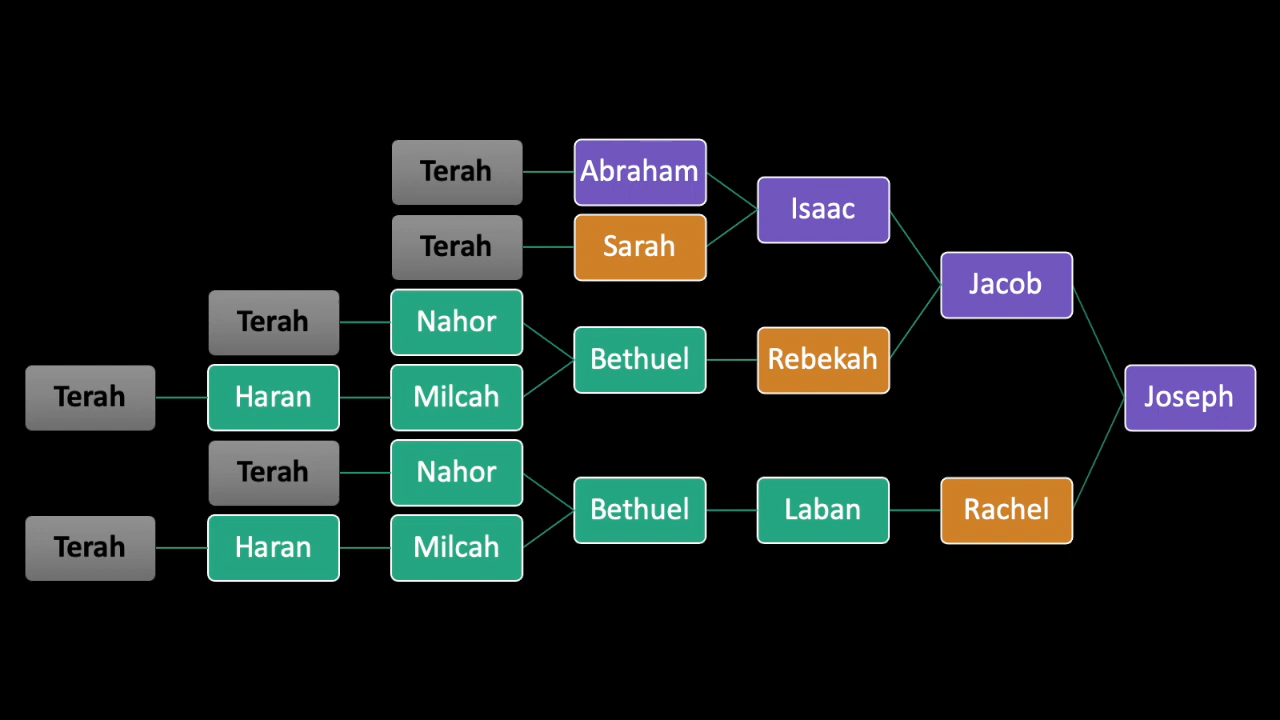 Terah
Abraham
Isaac
Terah
Sarah
Jacob
Terah
Nahor
Bethuel
Rebekah
Terah
Haran
Milcah
Joseph
Terah
Nahor
Bethuel
Laban
Rachel
Terah
Haran
Milcah